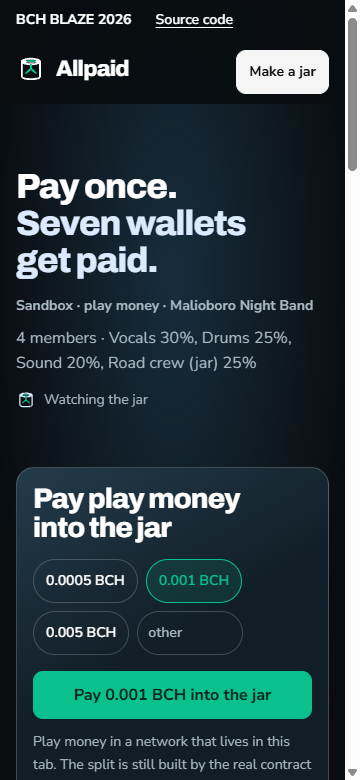 BCH BLAZE 2026 Source code
Allpaid Make a jar
Pay once.
Seven wallets
get paid.
Sandbox · play money · Malioboro Night Band
4 members · Vocals 30%, Drums 25%,
Sound 20%, Road crew (jar) 25%
Watching the jar
Pay play money
into the jar
0.0005 BCH 0.001 BCH
0.005 BCH other
Pay 0.001 BCH into the jar
Play money in a network that lives in this
tab. The split is still built by the real contract